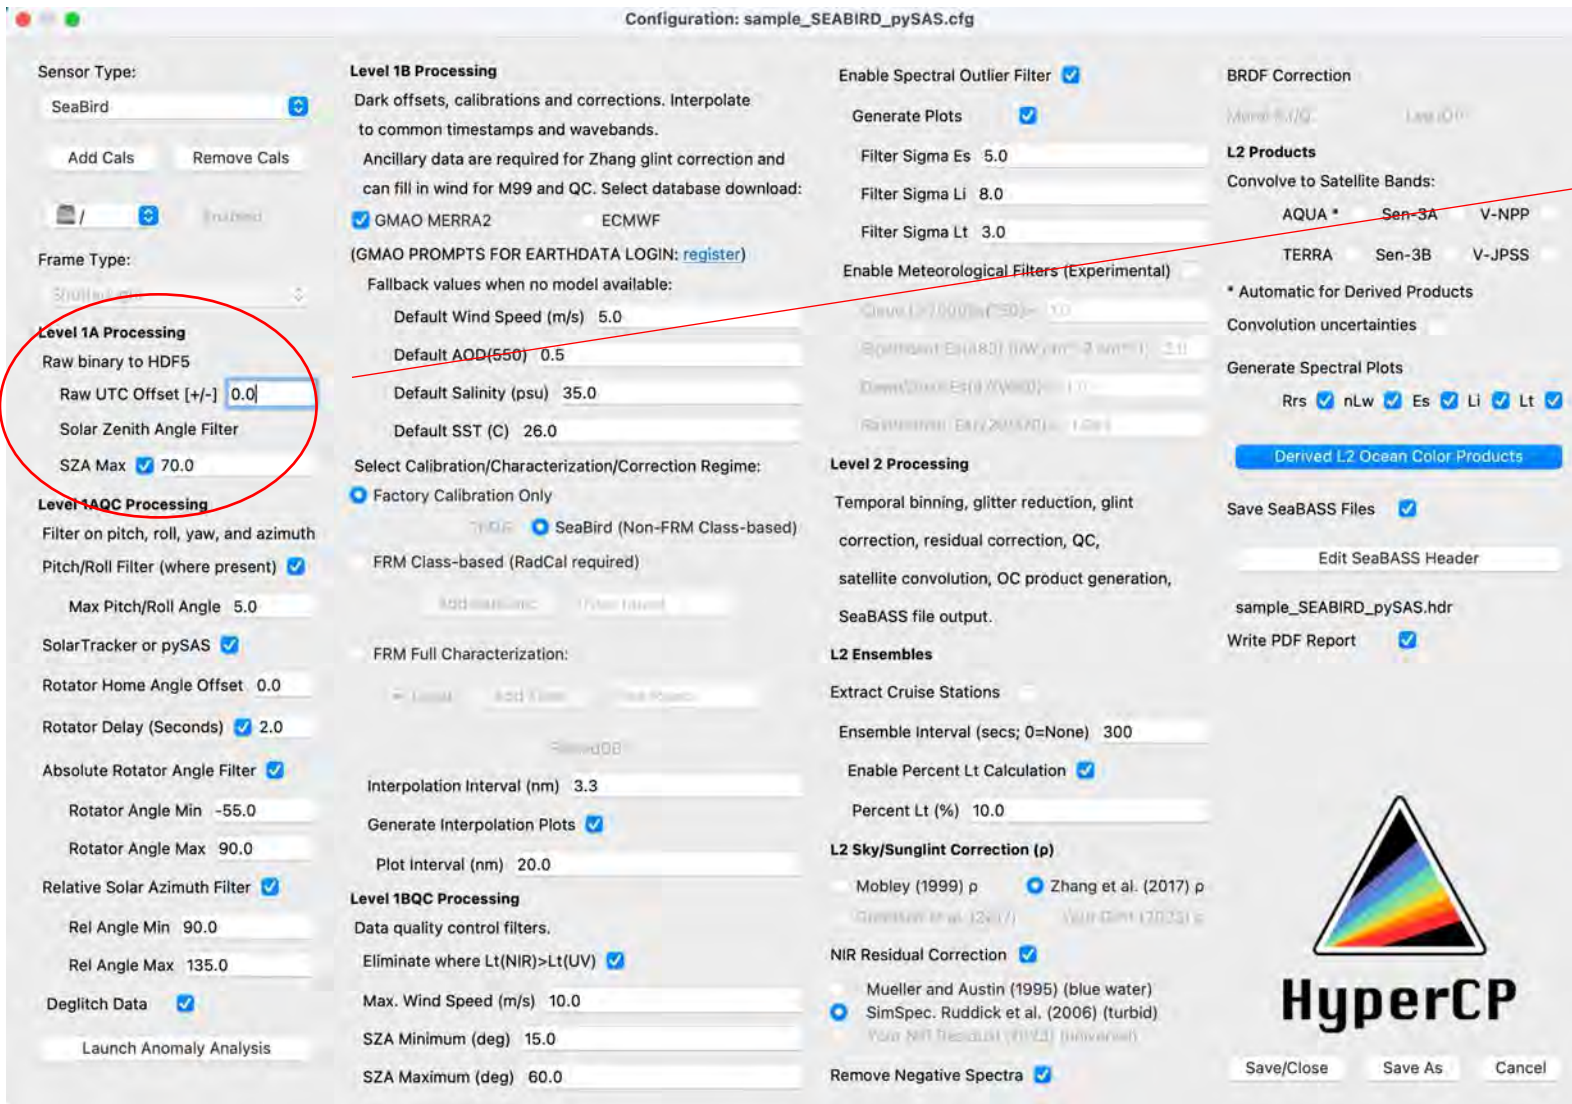 Configuration: sample_SEABIRD_pySAS.cfg
Sensor Type:
SeaBird
Add Cals Remove Cals
/ Enabled
Frame Type:
Level 1A Processing
Raw binary to HDF5
Raw UTC Offset [+/-] 0.0
Solar Zenith Angle Filter
SZA Max 70.0
Level 1AQC Processing
Filter on pitch, roll, yaw, and azimuth
Pitch/Roll Filter (where present)
Max Pitch/Roll Angle 5.0
SolarTracker or pySAS
Rotator Home Angle Offset 0.0
Rotator Delay (Seconds) 2.0
Absolute Rotator Angle Filter
Rotator Angle Min -55.0
Rotator Angle Max 90.0
Relative Solar Azimuth Filter
Rel Angle Min 90.0
Rel Angle Max 135.0
Deglitch Data
Launch Anomaly Analysis
Level 1B Processing
Dark offsets, calibrations and corrections. Interpolate
to common timestamps and wavebands.
Ancillary data are required for Zhang glint correction and
can fill in wind for M99 and QC. Select database download:
GMAO MERRA2 ECMWF
(GMAO PROMPTS FOR EARTHDATA LOGIN: register)
Fallback values when no model available:
Default Wind Speed (m/s) 5.0
Default AOD(550) 0.5
Default Salinity (psu) 35.0
Default SST (C) 26.0
Select Calibration/Characterization/Correction Regime:
Factory Calibration Only
SeaBird (Non-FRM Class-based)
FRM Class-based (RadCal required)
FRM Full Characterization:
Interpolation Interval (nm) 3.3
Generate Interpolation Plots
Plot Interval (nm) 20.0
Level 1BQC Processing
Data quality control filters.
Eliminate where Lt(NIR)>Lt(UV)
Max. Wind Speed (m/s) 10.0
SZA Minimum (deg) 15.0
SZA Maximum (deg) 60.0
Enable Spectral Outlier Filter
Generate Plots
Filter Sigma Es 5.0
Filter Sigma Li 8.0
Filter Sigma Lt 3.0
Enable Meteorological Filters (Experimental)
Level 2 Processing
Temporal binning, glitter reduction, glint
correction, residual correction, QC,
satellite convolution, OC product generation,
SeaBASS file output.
L2 Ensembles
Extract Cruise Stations
Ensemble Interval (secs; 0=None) 300
Enable Percent Lt Calculation
Percent Lt (%) 10.0
L2 Sky/Sunglint Correction (ρ)
Mobley (1999) ρ Zhang et al. (2017) ρ
NIR Residual Correction
Mueller and Austin (1995) (blue water)
SimSpec. Ruddick et al. (2006) (turbid)
Remove Negative Spectra
BRDF Correction
L2 Products
Convolve to Satellite Bands:
AQUA * Sen-3A V-NPP
TERRA Sen-3B V-JPSS
* Automatic for Derived Products
Convolution uncertainties
Generate Spectral Plots
Rrs nLw Es Li Lt
Derived L2 Ocean Color Products
Save SeaBASS Files
Edit SeaBASS Header
sample_SEABIRD_pySAS.hdr
Write PDF Report
HyperCP
Save/Close Save As Cancel